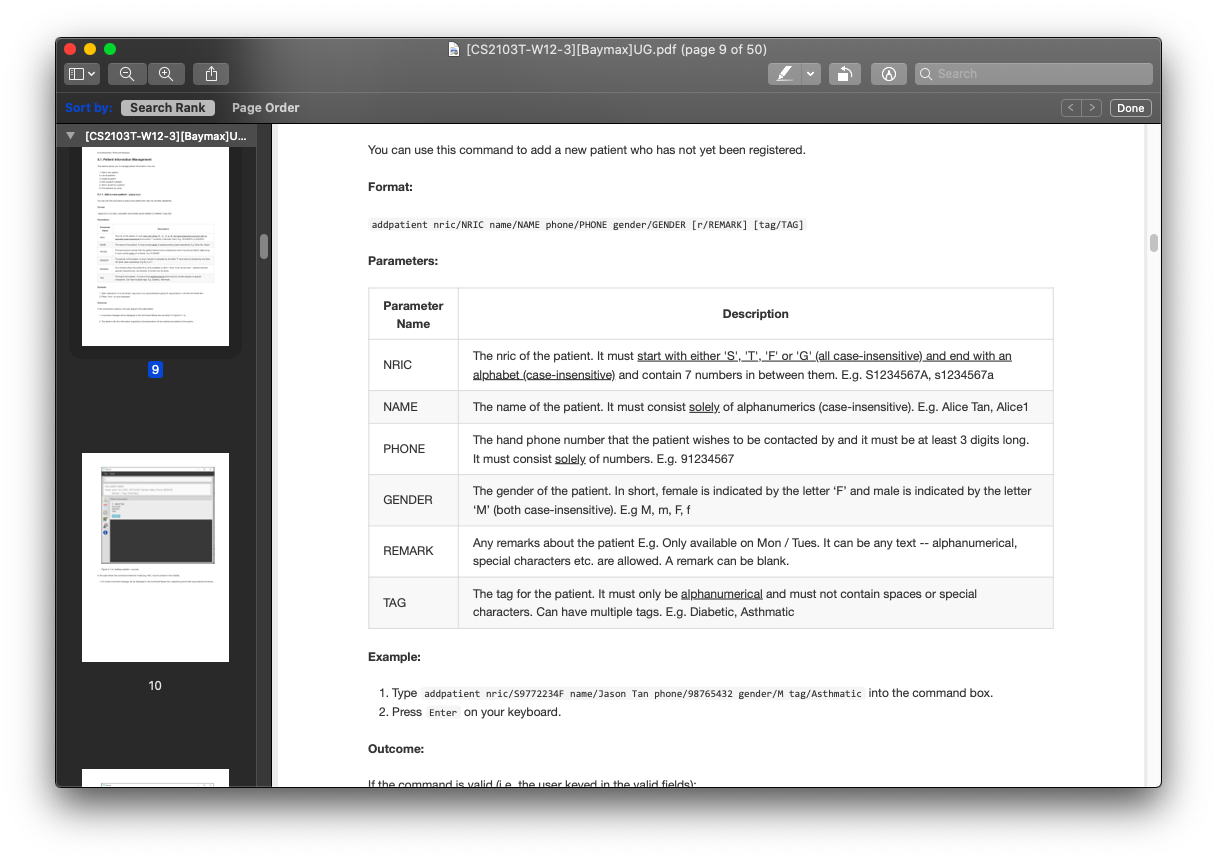 [CS2103T-W12-3][Baymax]UG.pdf (page 9 of 50)
Search
Sort by:
Search Rank
Page Order
Done
[CS2103T-W12-3][Baymax]U...
9
10
You can use this command to add a new patient who has not yet been registered.
Format:
addpatient nric/NRIC name/NAME phone/PHONE gender/GENDER [r/REMARK] [tag/TAG]
Parameters:
Parameter
Name
Description
NRIC
The nric of the patient. It must start with either 'S', 'T', 'F' or 'G' (all case-insensitive) and end with an
alphabet (case-insensitive) and contain 7 numbers in between them. E.g. S1234567A, s1234567a
NAME
The name of the patient. It must consist solely of alphanumerics (case-insensitive). E.g. Alice Tan, Alice1
PHONE
The hand phone number that the patient wishes to be contacted by and it must be at least 3 digits long.
It must consist solely of numbers. E.g. 91234567
GENDER
The gender of the patient. In short, female is indicated by the letter ‘F’ and male is indicated by the letter
‘M’ (both case-insensitive). E.g M, m, F, f
REMARK
Any remarks about the patient E.g. Only available on Mon / Tues. It can be any text -- alphanumerical,
special characters etc. are allowed. A remark can be blank.
TAG
The tag for the patient. It must only be alphanumerical and must not contain spaces or special
characters. Can have multiple tags. E.g. Diabetic, Asthmatic
Example:
1. Type addpatient nric/S9772234F name/Jason Tan phone/98765432 gender/M tag/Asthmatic into the command box.
2. Press Enter on your keyboard.
Outcome:
If the command is valid (i.e. the user keyed in the valid fields):